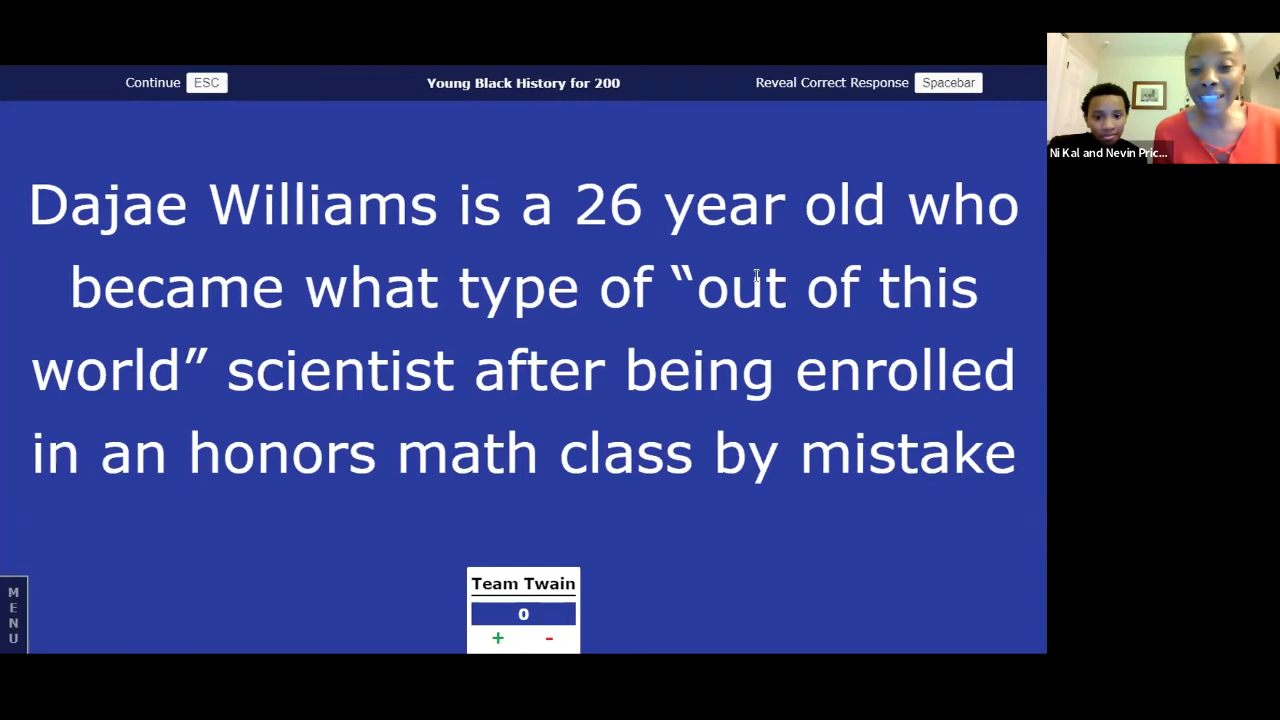 Continue ESC
Young Black History for 200
Reveal Correct Response Spacebar
Dajae Williams is a 26 year old who
became what type of “out of this
world” scientist after being enrolled
in an honors math class by mistake
Team Twain
0
+ -
MENU
Ni Kal and Nevin Pric...